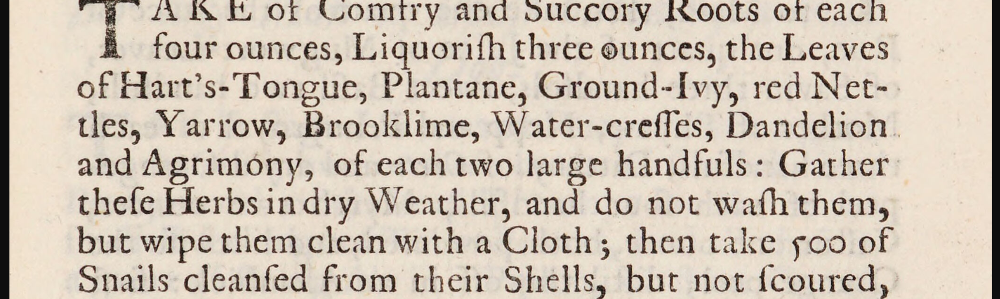 TAKE of Comfry and Succory Roots of each
four ounces, Liquoriſh three ounces, the Leaves
of Hart's-Tongue, Plantane, Ground-Ivy, red Net-
tles, Yarrow, Brooklime, Water-creſſes, Dandelion
and Agrimony, of each two large handfuls: Gather
theſe Herbs in dry Weather, and do not waſh them,
but wipe them clean with a Cloth; then take 500 of
Snails cleanſed from their Shells, but not ſcoured,